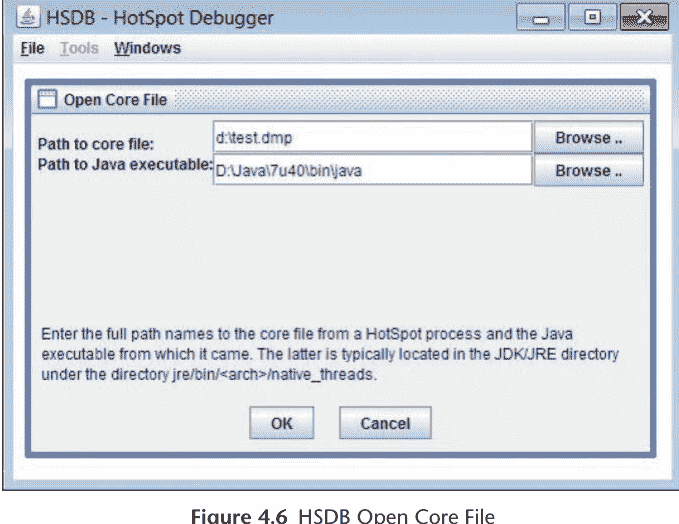 HSDB - HotSpot Debugger
File Tools Windows
Open Core File
Path to core file: d:\test.dmp Browse ..
Path to Java executable: D:\Java\7u40\bin\java Browse ..
Enter the full path names to the core file from a HotSpot process and the Java
executable from which it came. The latter is typically located in the JDK/JRE directory
under the directory jre/bin/<arch>/native_threads.
OK Cancel
Figure 4.6 HSDB Open Core File